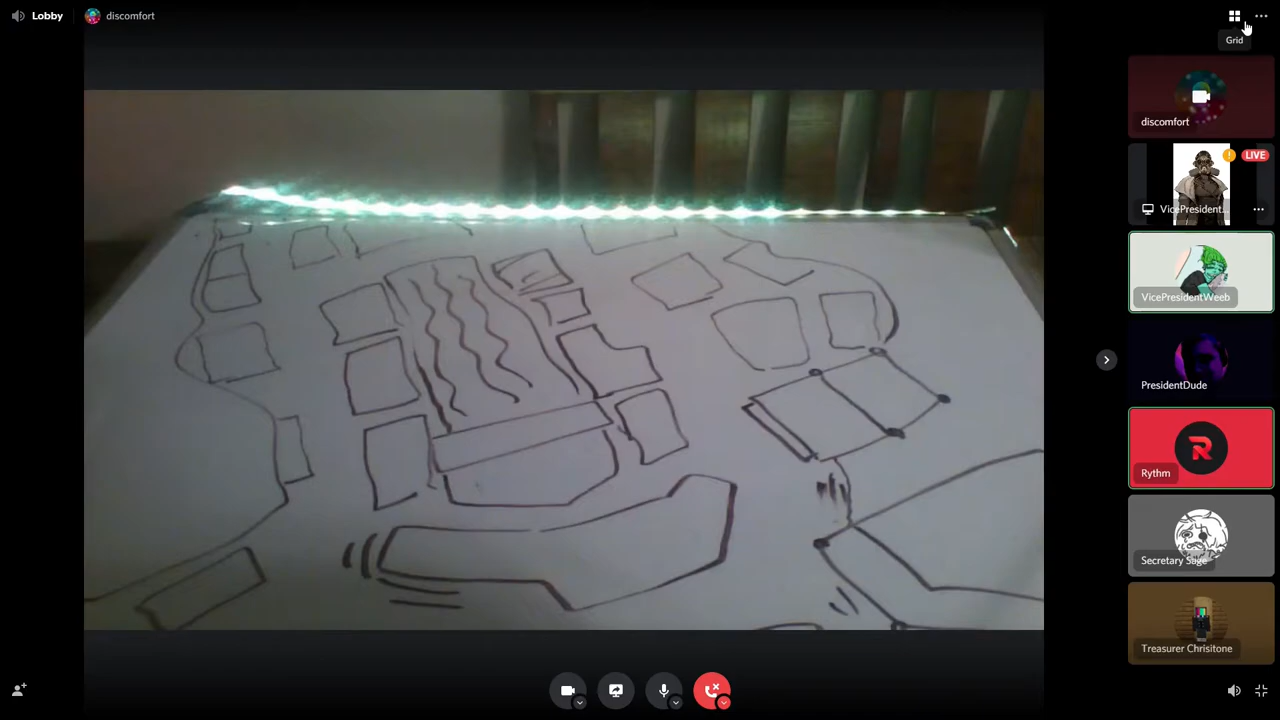 Lobby
discomfort
Grid
discomfort
LIVE
VicePresident...
VicePresidentWeeb
PresidentDude
R
Rythm
Secretary Sage
Treasurer Chrisitone